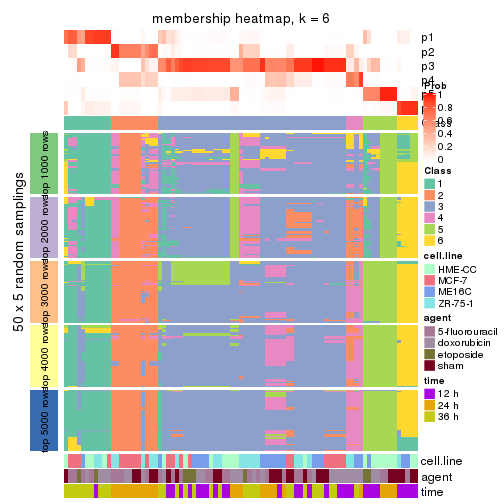 membership heatmap, k = 6
p1
p2
p3
p4
Prob
1
0.8
0.4
0.2
0
Class
1
2
3
4
5
6
cell.line
HME-CC
MCF-7
ME16C
ZR-75-1
agent
5-fluorouracil
doxorubicin
etoposide
sham
time
12 h
24 h
36 h
50 x 5 random samplings
top 1000 rows
top 2000 rows
top 3000 rows
top 4000 rows
top 5000 rows
cell.line
agent
time